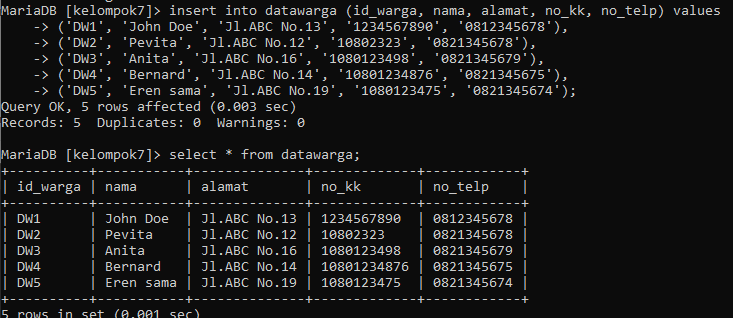 MariaDB [kelompok7]> insert into datawarga (id_warga, nama, alamat, no_kk, no_telp) values
    -> ('DW1', 'John Doe', 'Jl.ABC No.13', '1234567890', '0812345678'),
    -> ('DW2', 'Pevita', 'Jl.ABC No.12', '10802323', '0821345678'),
    -> ('DW3', 'Anita', 'Jl.ABC No.16', '1080123498', '0821345679'),
    -> ('DW4', 'Bernard', 'Jl.ABC No.14', '10801234876', '0821345675'),
    -> ('DW5', 'Eren sama', 'Jl.ABC No.19', '1080123475', '0821345674');
Query OK, 5 rows affected (0.003 sec)
Records: 5  Duplicates: 0  Warnings: 0

MariaDB [kelompok7]> select * from datawarga;
+----------+-----------+--------------+-------------+------------+
| id_warga | nama      | alamat       | no_kk       | no_telp    |
+----------+-----------+--------------+-------------+------------+
| DW1      | John Doe  | Jl.ABC No.13 | 1234567890  | 0812345678 |
| DW2      | Pevita    | Jl.ABC No.12 | 10802323    | 0821345678 |
| DW3      | Anita     | Jl.ABC No.16 | 1080123498  | 0821345679 |
| DW4      | Bernard   | Jl.ABC No.14 | 10801234876 | 0821345675 |
| DW5      | Eren sama | Jl.ABC No.19 | 1080123475  | 0821345674 |
+----------+-----------+--------------+-------------+------------+
5 rows in set (0.001 sec)